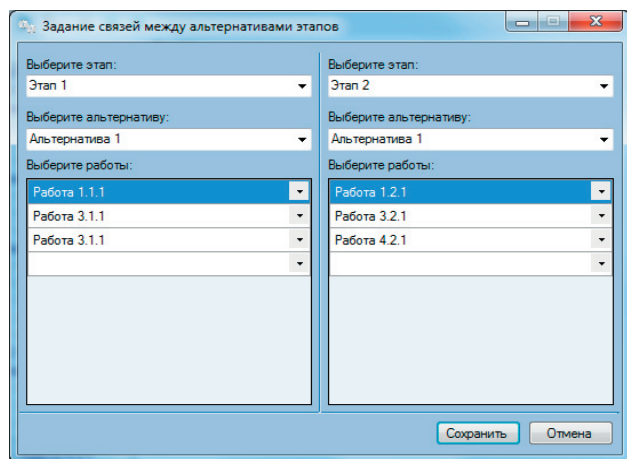 Задание связей между альтернативами этапов
Выберите этап:
Этап 1
Выберите альтернативу:
Альтернатива 1
Выберите работы:
Работа 1.1.1
Работа 3.1.1
Работа 3.1.1
Выберите этап:
Этап 2
Выберите альтернативу:
Альтернатива 1
Выберите работы:
Работа 1.2.1
Работа 3.2.1
Работа 4.2.1
Сохранить
Отмена